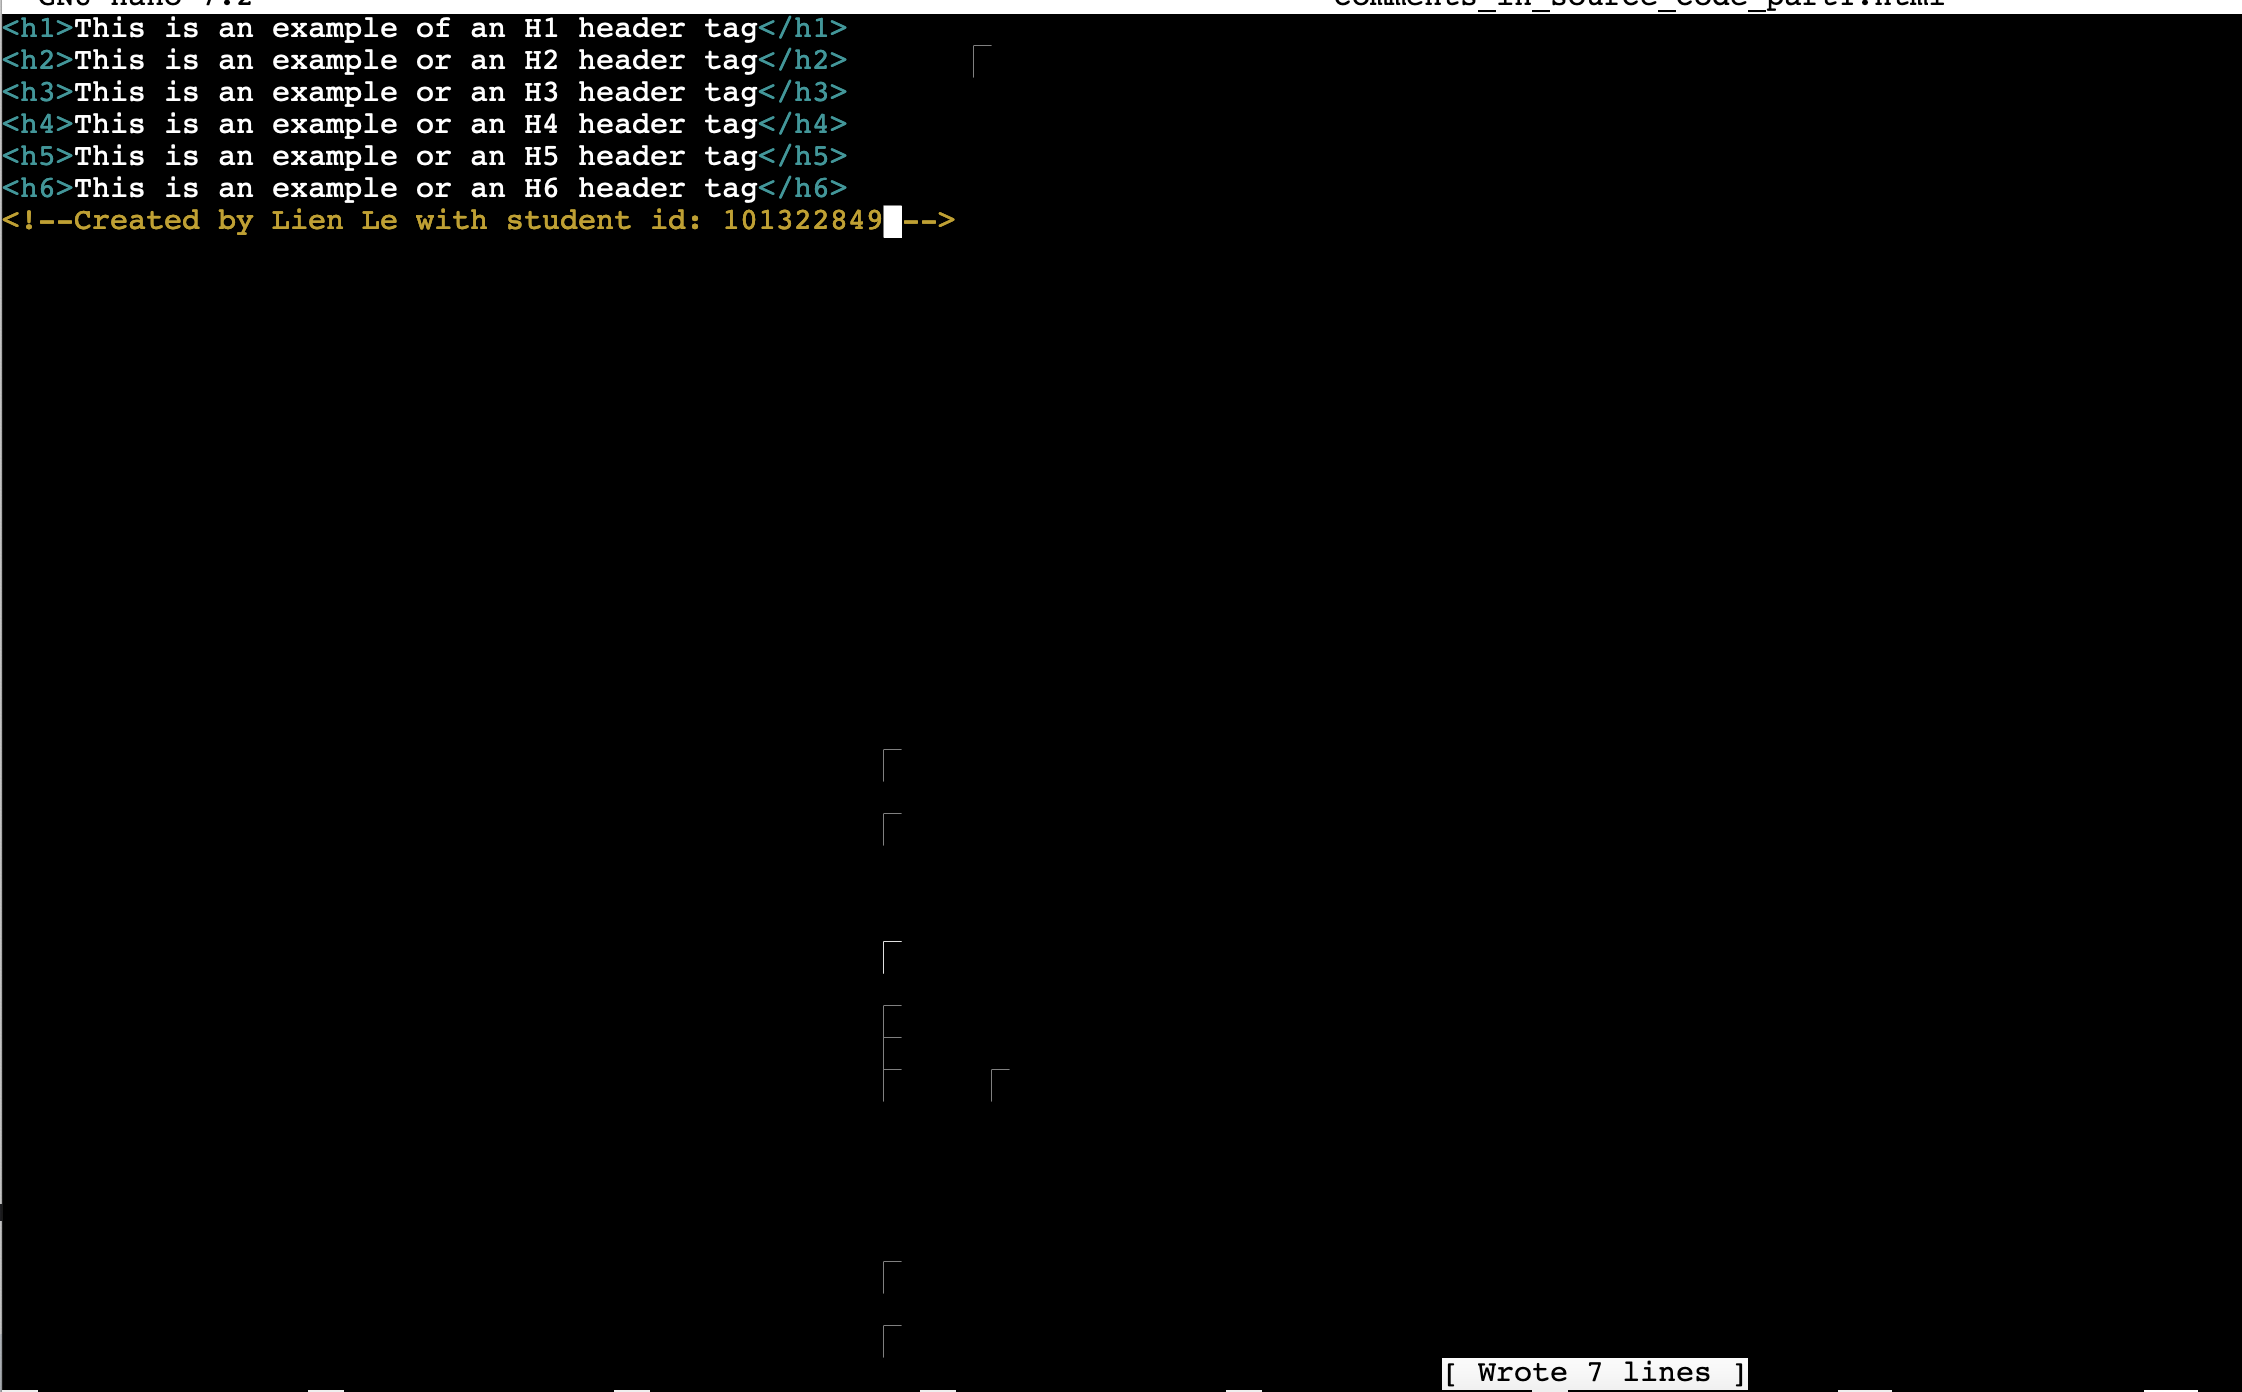 GNU nano 7.2 comments_in_source_code_part1.html
<h1>This is an example of an H1 header tag</h1>
<h2>This is an example or an H2 header tag</h2>
<h3>This is an example or an H3 header tag</h3>
<h4>This is an example or an H4 header tag</h4>
<h5>This is an example or an H5 header tag</h5>
<h6>This is an example or an H6 header tag</h6>
<!--Created by Lien Le with student id: 101322849 -->
[ Wrote 7 lines ]